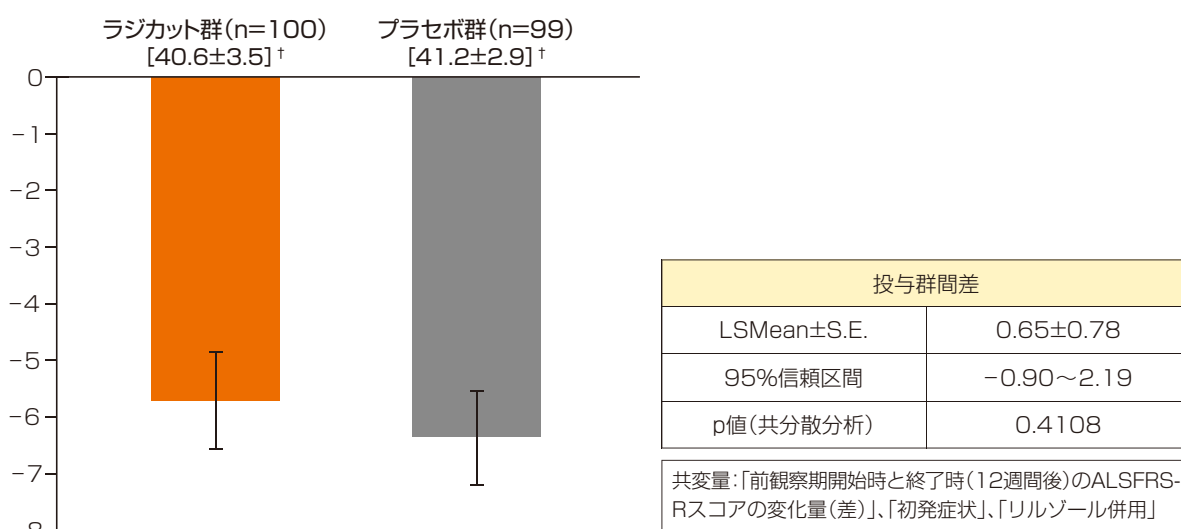 ラジカット群(n=100) プラセボ群(n=99)
[40.6±3.5]† [41.2±2.9]†
0
−1
−2
−3
−4
−5
−6
−7
投与群間差
LSMean±S.E. 0.65±0.78
95%信頼区間 −0.90〜2.19
p値(共分散分析) 0.4108
共変量:「前観察期開始時と終了時(12週間後)のALSFRS-
Rスコアの変化量(差)」、「初発症状」、「リルゾール併用」